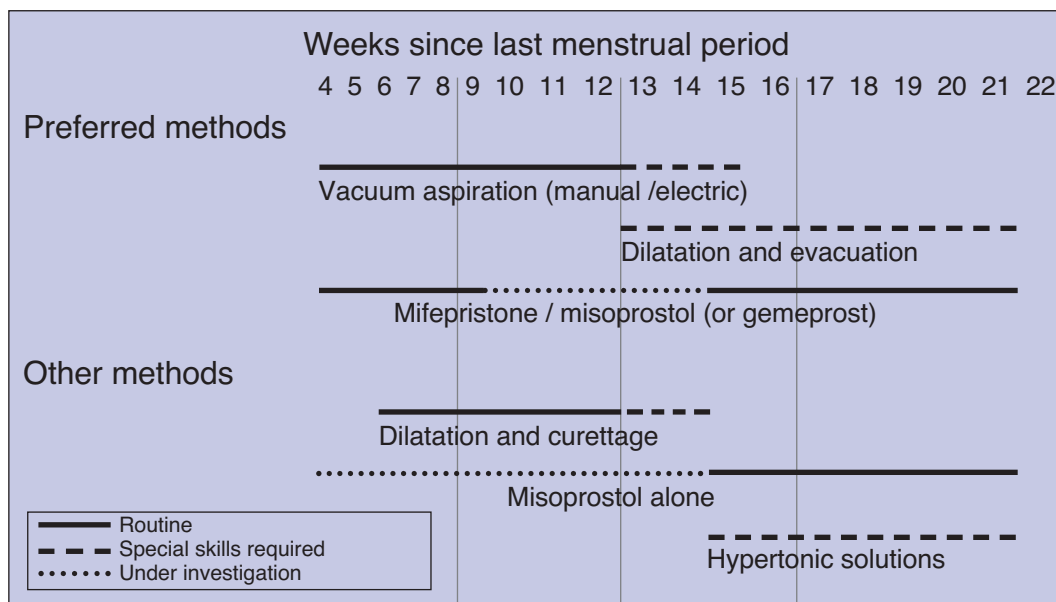 Weeks since last menstrual period
4 5 6 7 8 9 10 11 12 13 14 15 16 17 18 19 20 21 22
Preferred methods
Vacuum aspiration (manual /electric)
Dilatation and evacuation
Mifepristone / misoprostol (or gemeprost)
Other methods
Dilatation and curettage
Misoprostol alone
Routine
Special skills required
Under investigation
Hypertonic solutions